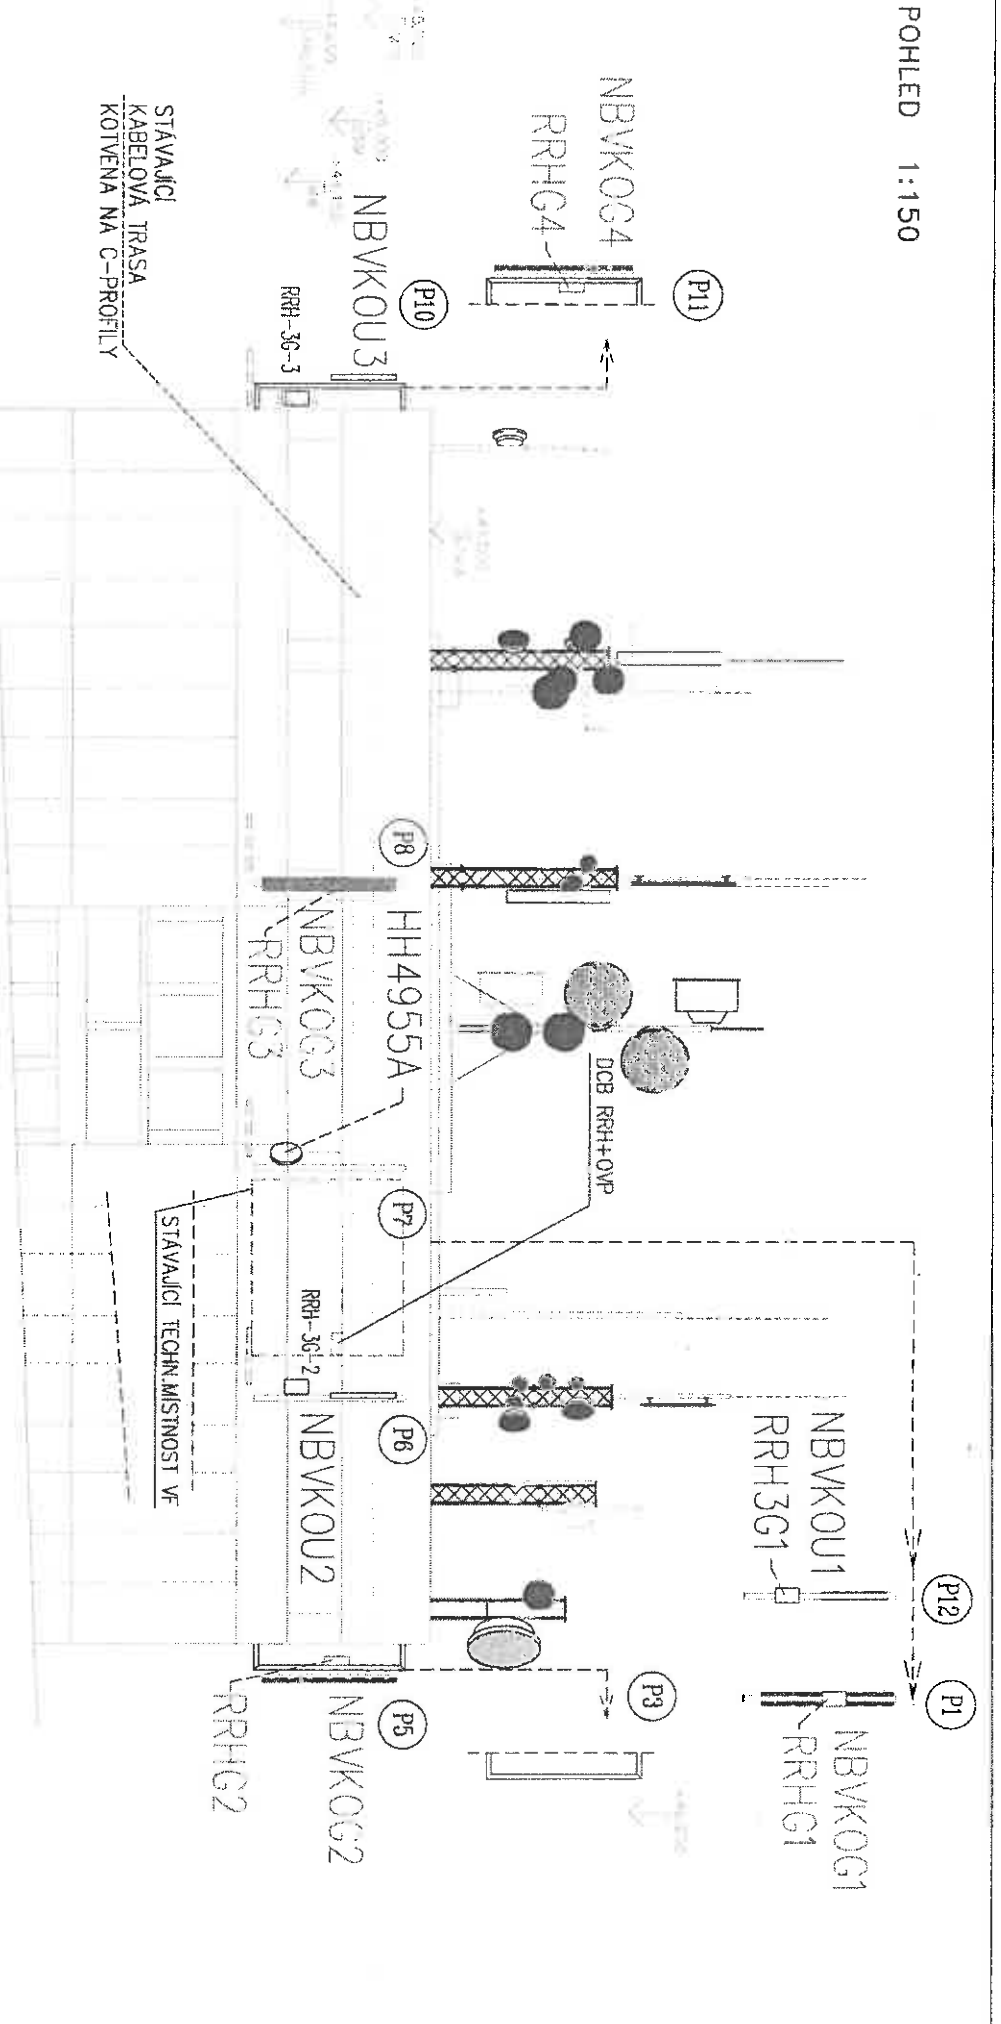 POHLED 1:150
NBVKOG4
RRHG4
P11
NBVKOU3
P10
RRH-3G-3
STÁVAJÍCÍ
KABELOVÁ TRASA
KOTVENA NA C-PROFILY
P8
HH4955A
NBVKOG3
RRHG3
DCB RRH+OVP
P7
STÁVAJÍCÍ TECHN.MÍSTNOST VF
RRH-3G-2
P6
NBVKOU2
NBVKOU1
RRH3G1
P12
P1
NBVKOG1
RRHG1
P3
P5
NBVKOG2
RRHG2